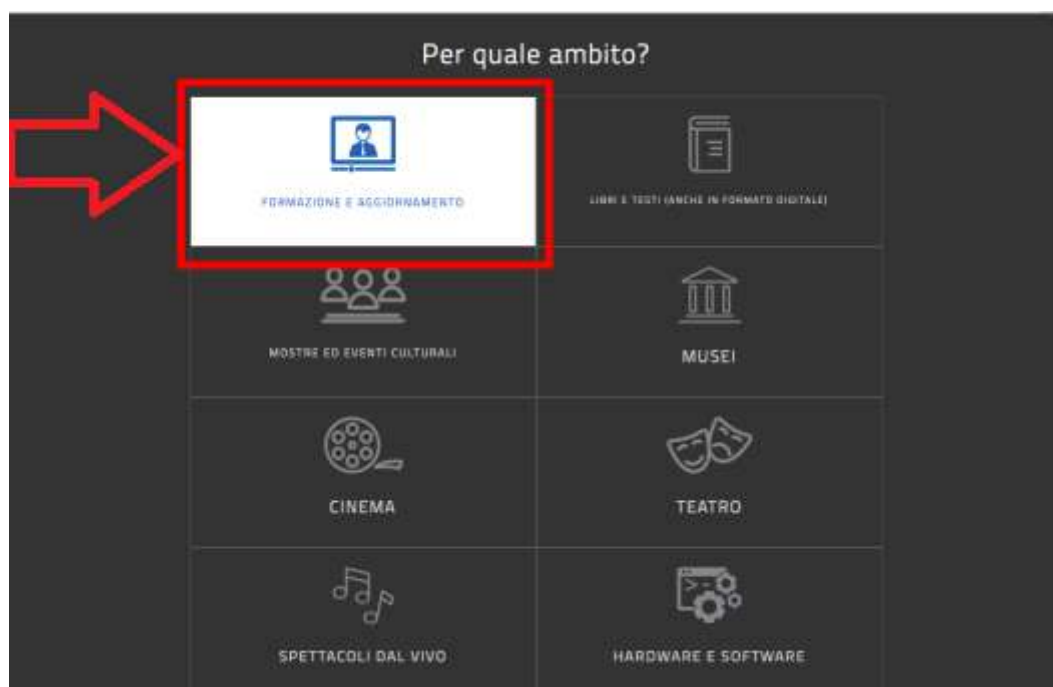 Per quale ambito?
FORMAZIONE E AGGIORNAMENTO
LIBRI E TESTI (ANCHE IN FORMATO DIGITALE)
MOSTRE ED EVENTI CULTURALI
MUSEI
CINEMA
TEATRO
SPETTACOLI DAL VIVO
HARDWARE E SOFTWARE